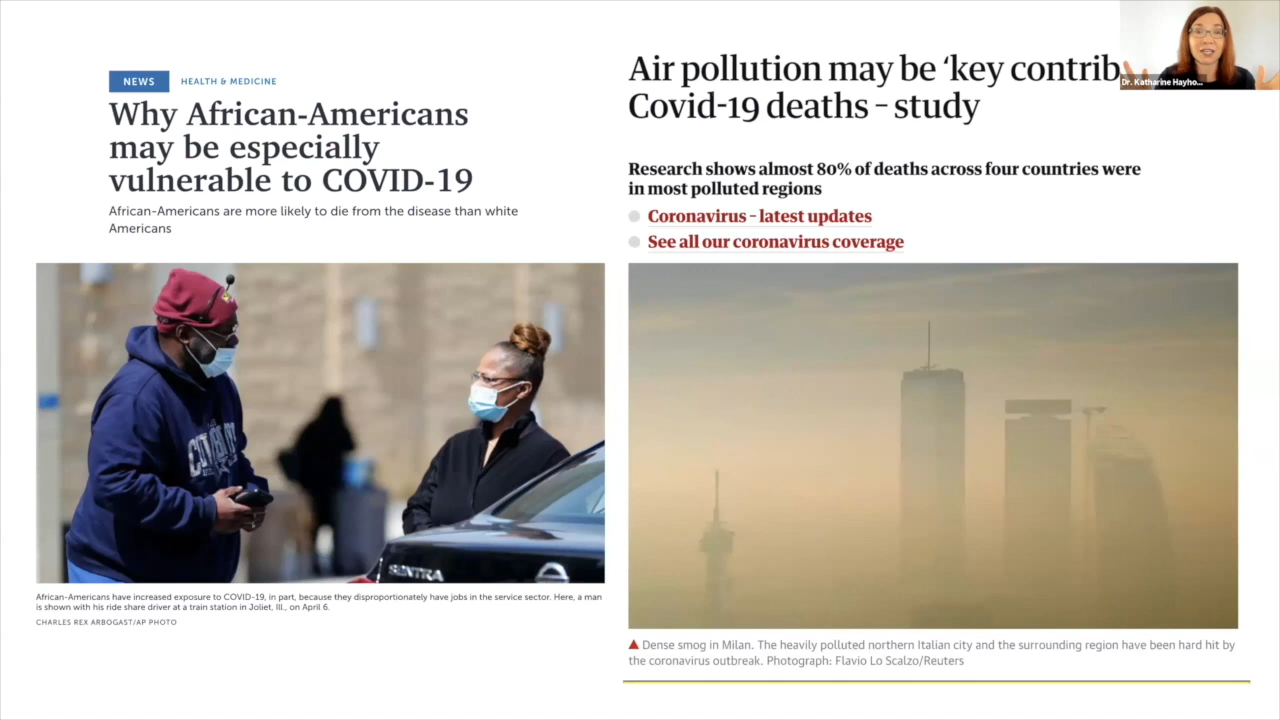 NEWS HEALTH & MEDICINE
Why African-Americans
may be especially
vulnerable to COVID-19
African-Americans are more likely to die from the disease than white
Americans
SENTRA
African-Americans have increased exposure to COVID-19, in part, because they disproportionately have jobs in the service sector. Here, a man
is shown with his ride share driver at a train station in Joliet, Ill., on April 6.
CHARLES REX ARBOGAST/AP PHOTO
Air pollution may be ‘key contrib
Covid-19 deaths – study
Research shows almost 80% of deaths across four countries were
in most polluted regions
Coronavirus – latest updates
See all our coronavirus coverage
Dense smog in Milan. The heavily polluted northern Italian city and the surrounding region have been hard hit by
the coronavirus outbreak. Photograph: Flavio Lo Scalzo/Reuters
Dr. Katharine Hayho...